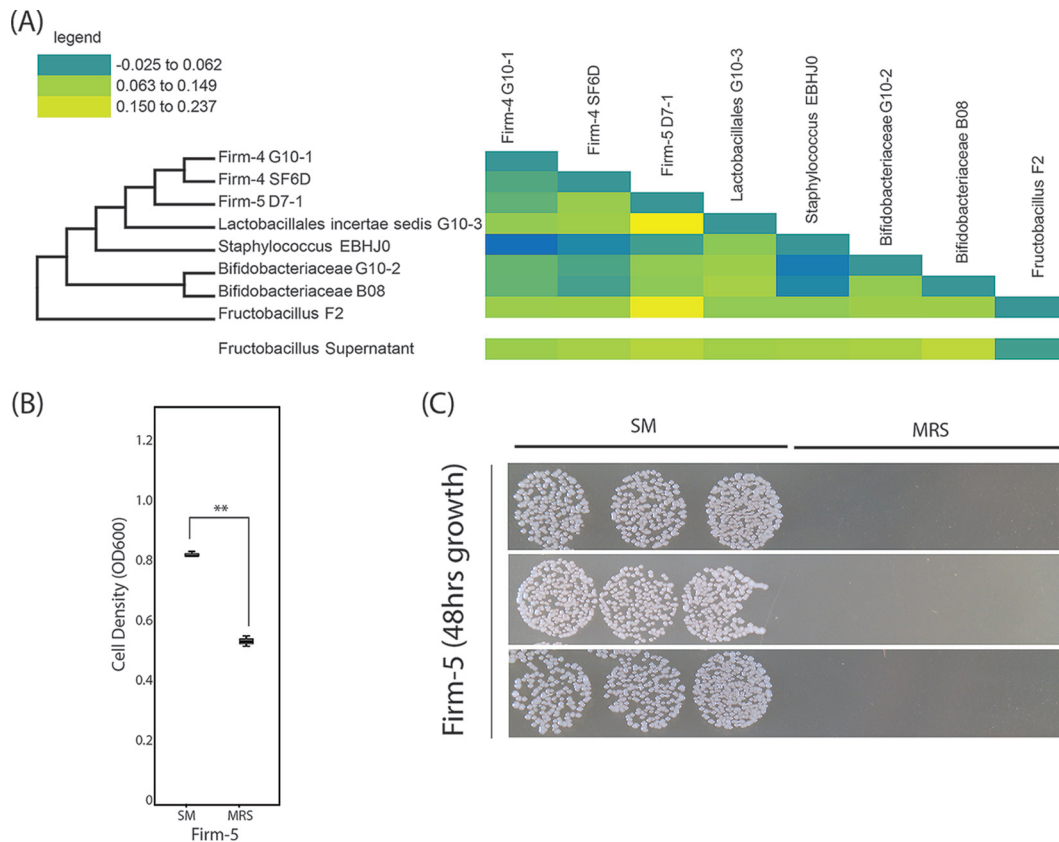 (A)
legend
-0.025 to 0.062
0.063 to 0.149
0.150 to 0.237
Firm-4 G10-1
Firm-4 SF6D
Firm-5 D7-1
Lactobacillales G10-3
Staphylococcus EBHJ0
Bifidobacteriaceae G10-2
Bifidobacteriaceae B08
Fructobacillus F2
Firm-4 G10-1
Firm-4 SF6D
Firm-5 D7-1
Lactobacillales incertae sedis G10-3
Staphylococcus EBHJ0
Bifidobacteriaceae G10-2
Bifidobacteriaceae B08
Fructobacillus F2
Fructobacillus Supernatant
(B)
Cell Density (OD600)
1.2
1.0
0.8
0.6
0.4
0.2
0
**
SM MRS
Firm-5
(C)
SM MRS
Firm-5 (48hrs growth)